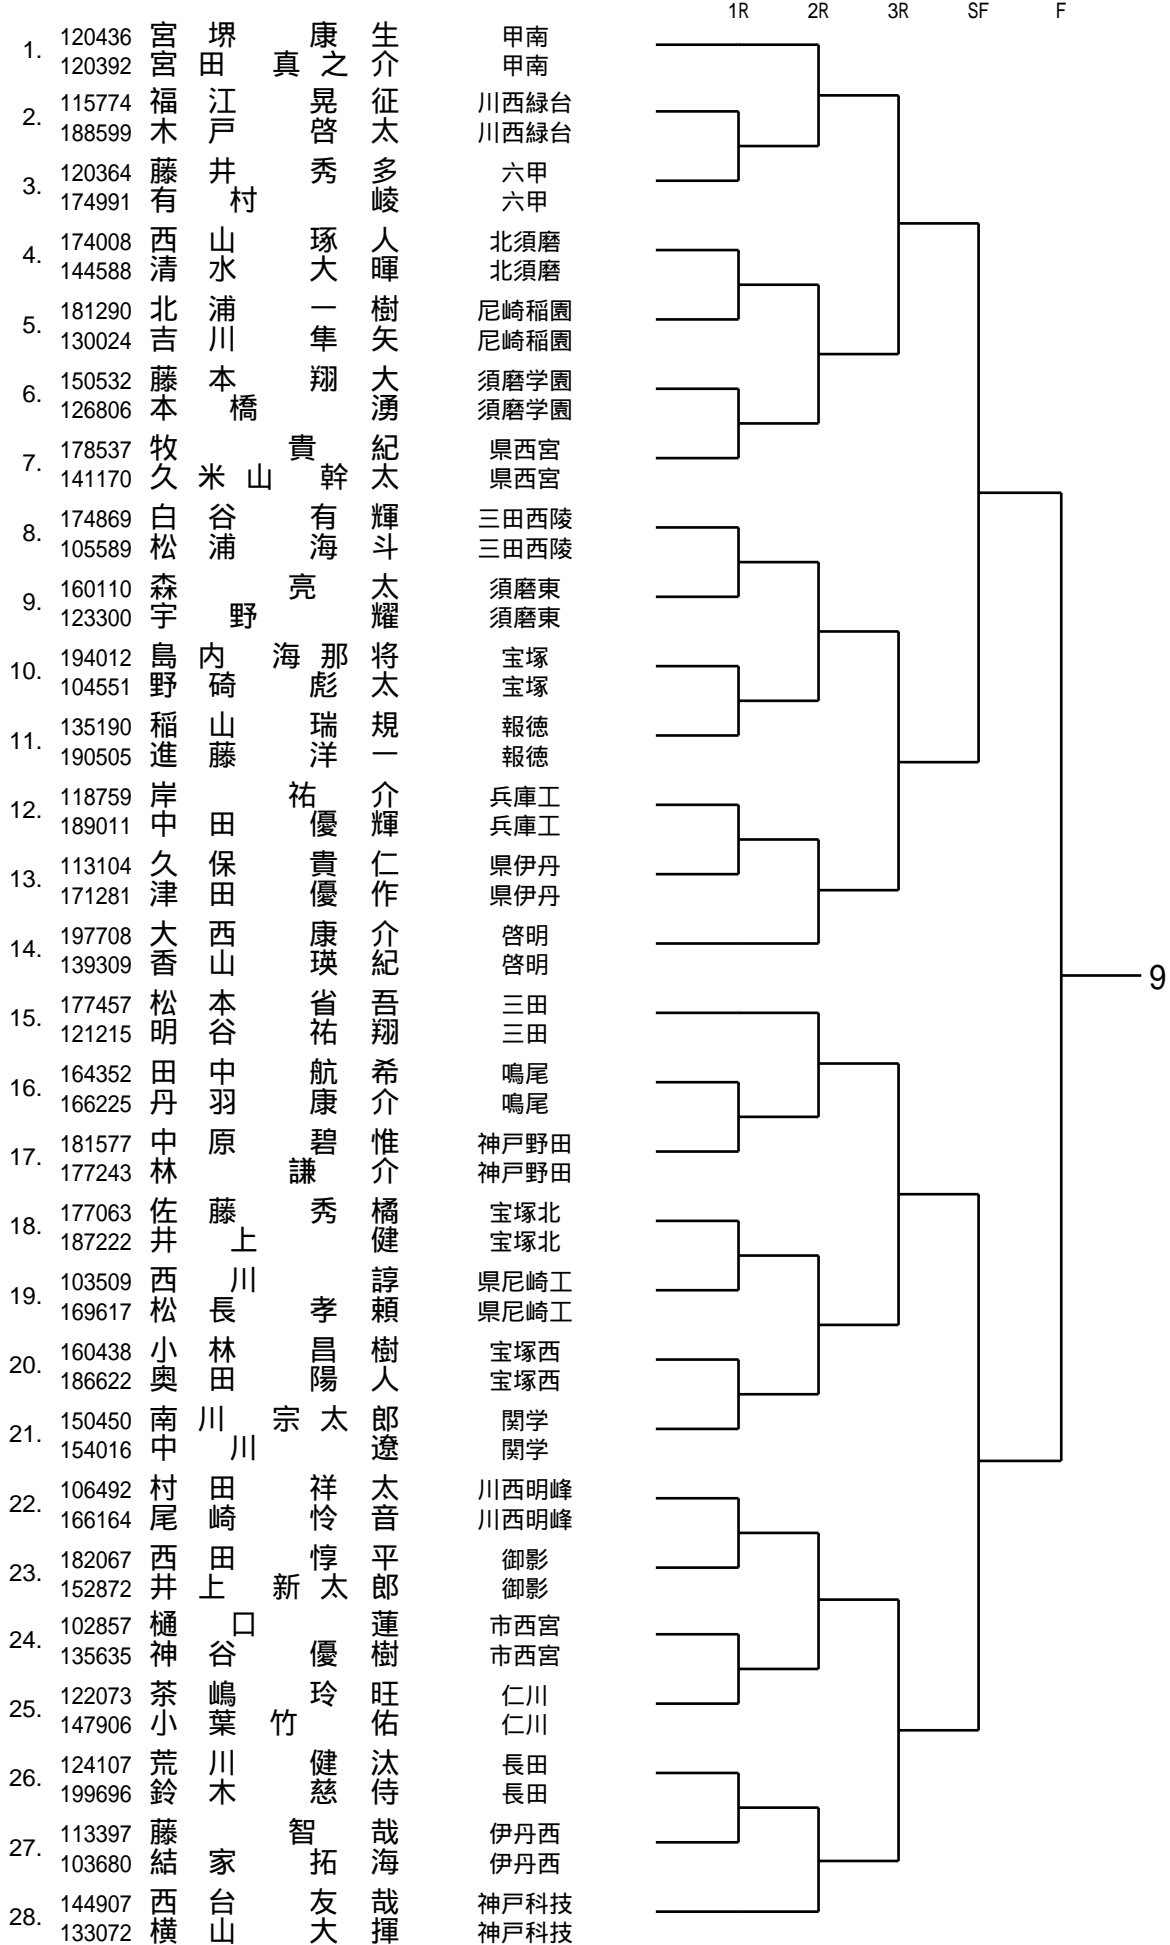 1R 2R 3R SF F
1. 120436 宮 堺 康 生 甲南
120392 宮 田 真 之 介 甲南
2. 115774 福 江 晃 征 川西緑台
188599 木 戸 啓 太 川西緑台
3. 120364 藤 井 秀 多 六甲
174991 有 村 崚 六甲
4. 174008 西 山 琢 人 北須磨
144588 清 水 大 暉 北須磨
5. 181290 北 浦 一 樹 尼崎稲園
130024 吉 川 隼 矢 尼崎稲園
6. 150532 藤 本 翔 大 須磨学園
126806 本 橋 湧 須磨学園
7. 178537 牧 貴 紀 県西宮
141170 久 米 山 幹 太 県西宮
8. 174869 白 谷 有 輝 三田西陵
105589 松 浦 海 斗 三田西陵
9. 160110 森 亮 太 須磨東
123300 宇 野 耀 須磨東
10. 194012 島 内 海 那 将 宝塚
104551 野 碕 彪 太 宝塚
11. 135190 稲 山 瑞 規 報徳
190505 進 藤 洋 一 報徳
12. 118759 岸 祐 介 兵庫工
189011 中 田 優 輝 兵庫工
13. 113104 久 保 貴 仁 県伊丹
171281 津 田 優 作 県伊丹
14. 197708 大 西 康 介 啓明
139309 香 山 瑛 紀 啓明
9
15. 177457 松 本 省 吾 三田
121215 明 谷 祐 翔 三田
16. 164352 田 中 航 希 鳴尾
166225 丹 羽 康 介 鳴尾
17. 181577 中 原 碧 惟 神戸野田
177243 林 謙 介 神戸野田
18. 177063 佐 藤 秀 橘 宝塚北
187222 井 上 健 宝塚北
19. 103509 西 川 諄 県尼崎工
169617 松 長 孝 頼 県尼崎工
20. 160438 小 林 昌 樹 宝塚西
186622 奥 田 陽 人 宝塚西
21. 150450 南 川 宗 太 郎 関学
154016 中 川 遼 関学
22. 106492 村 田 祥 太 川西明峰
166164 尾 崎 怜 音 川西明峰
23. 182067 西 田 惇 平 御影
152872 井 上 新 太 郎 御影
24. 102857 樋 口 蓮 市西宮
135635 神 谷 優 樹 市西宮
25. 122073 茶 嶋 玲 旺 仁川
147906 小 葉 竹 佑 仁川
26. 124107 荒 川 健 汰 長田
199696 鈴 木 慈 侍 長田
27. 113397 藤 智 哉 伊丹西
103680 結 家 拓 海 伊丹西
28. 144907 西 台 友 哉 神戸科技
133072 横 山 大 揮 神戸科技